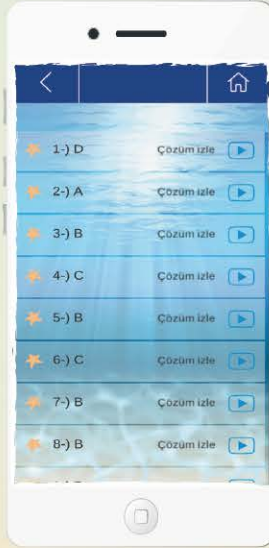 1-) D Çözüm izle
2-) A Çözüm izle
3-) B Çözüm izle
4-) C Çözüm izle
5-) B Çözüm izle
6-) C Çözüm izle
7-) B Çözüm izle
8-) B Çözüm izle